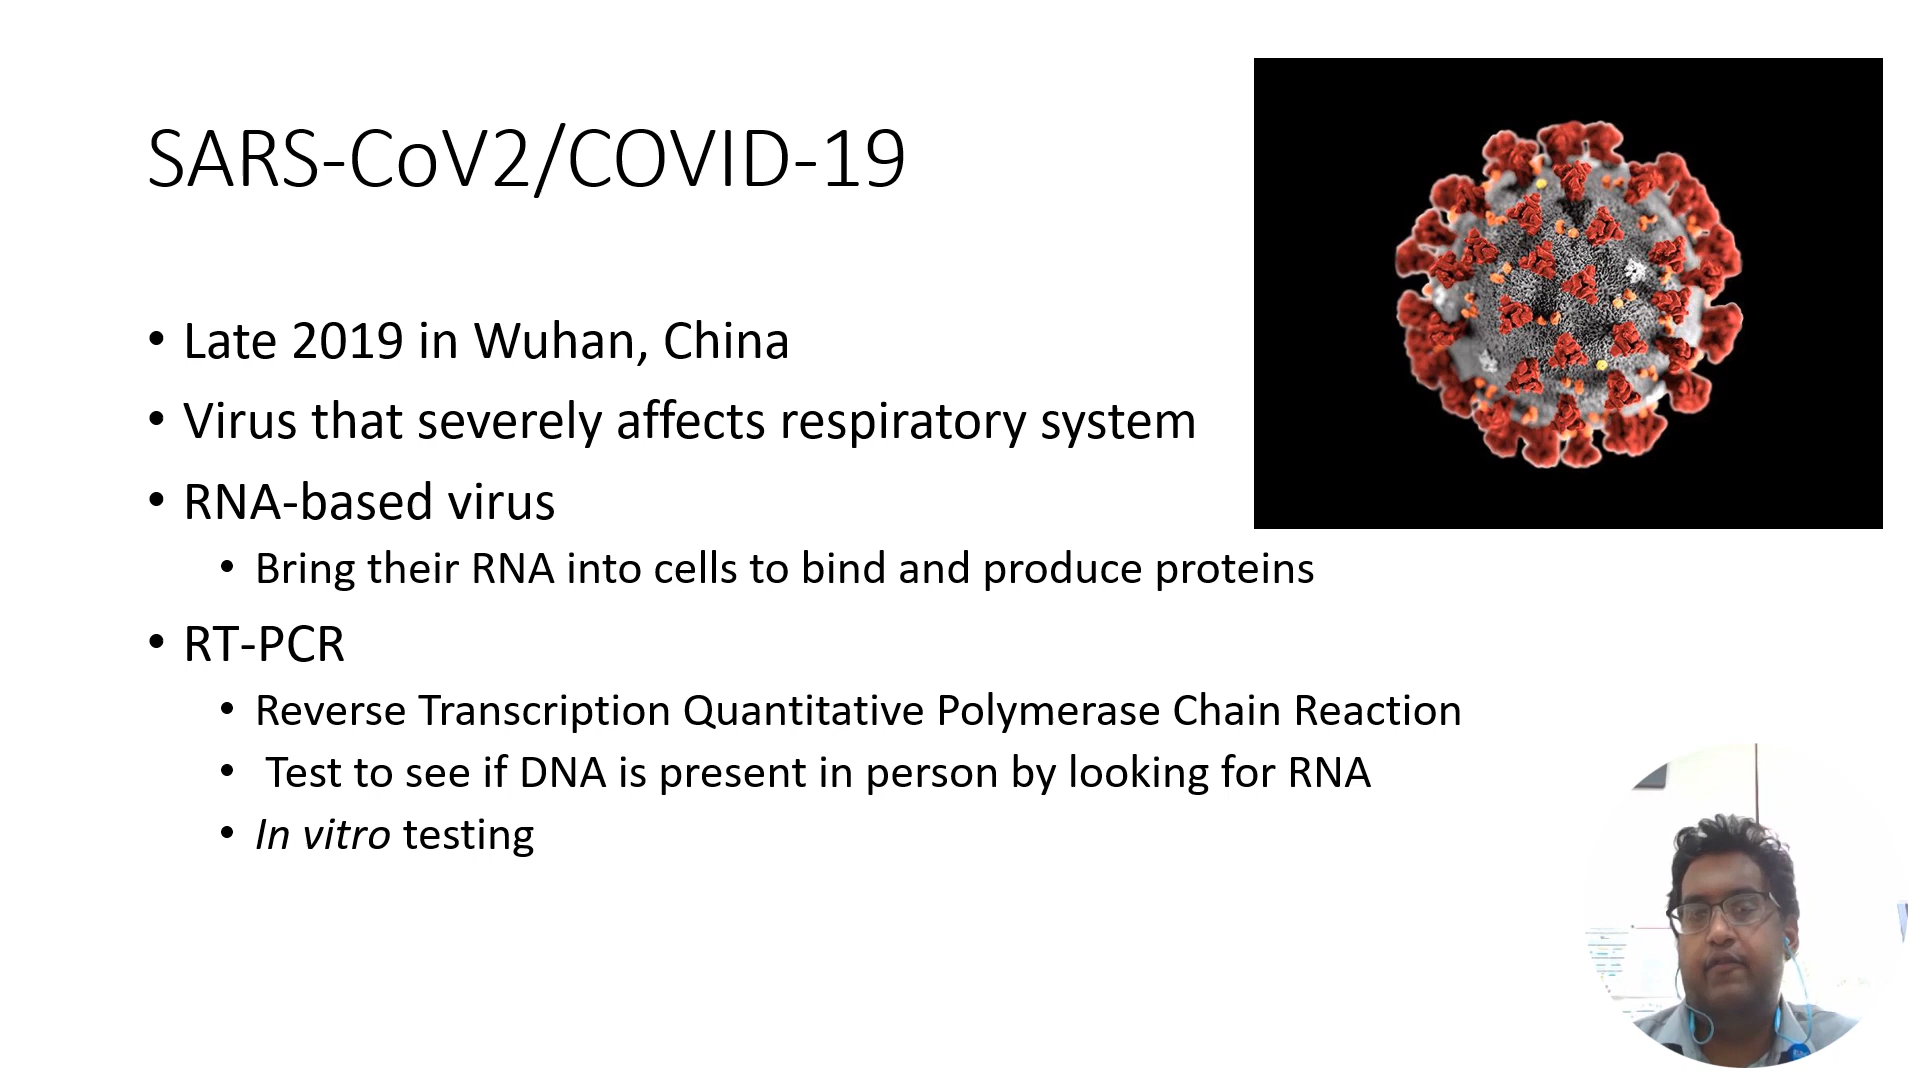 SARS-CoV2/COVID-19
• Late 2019 in Wuhan, China
• Virus that severely affects respiratory system
• RNA-based virus
• Bring their RNA into cells to bind and produce proteins
• RT-PCR
• Reverse Transcription Quantitative Polymerase Chain Reaction
• Test to see if DNA is present in person by looking for RNA
• In vitro testing